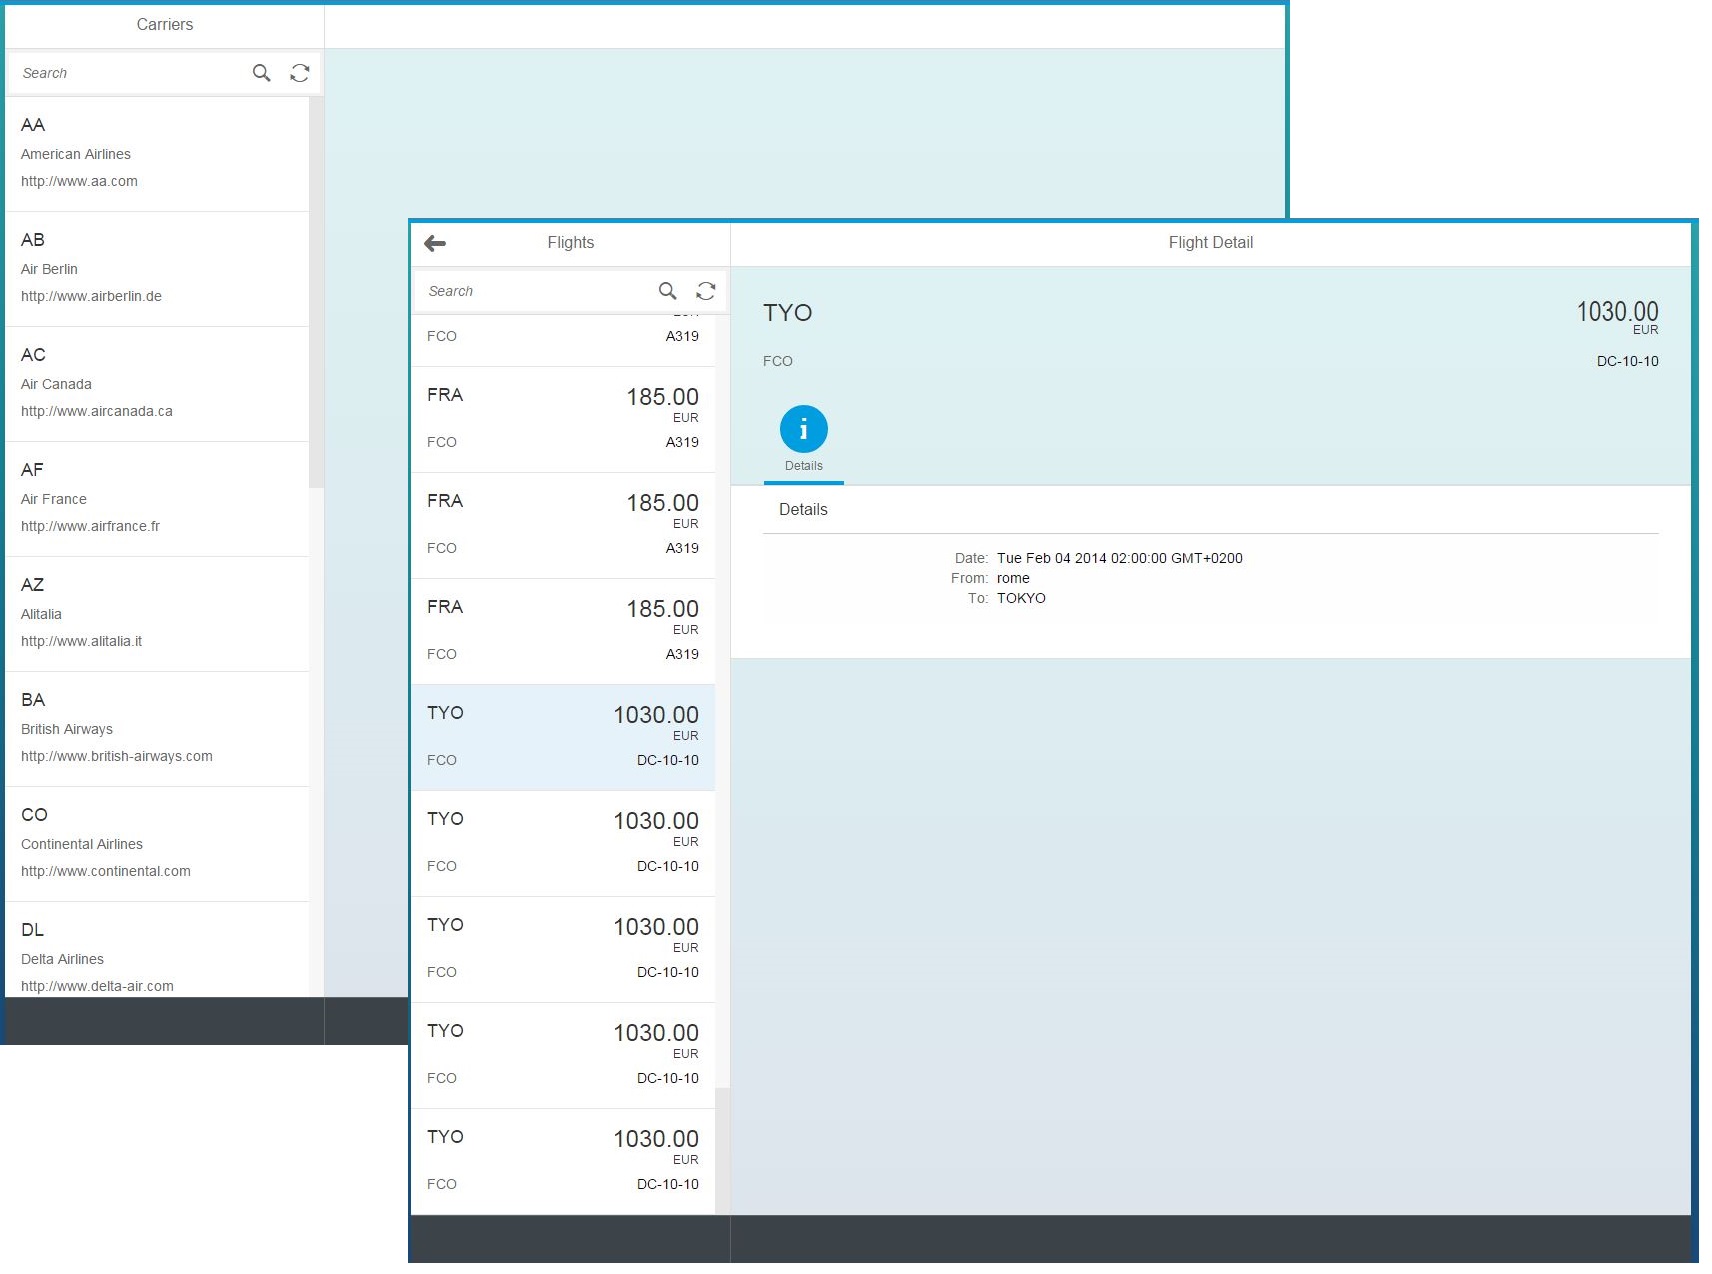 Carriers
Search
AA
American Airlines
http://www.aa.com
AB
Air Berlin
http://www.airberlin.de
AC
Air Canada
http://www.aircanada.ca
AF
Air France
http://www.airfrance.fr
AZ
Alitalia
http://www.alitalia.it
BA
British Airways
http://www.british-airways.com
CO
Continental Airlines
http://www.continental.com
DL
Delta Airlines
http://www.delta-air.com
Flights
Search
FCO A319
FRA 185.00
EUR
FCO A319
FRA 185.00
EUR
FCO A319
FRA 185.00
EUR
FCO A319
TYO 1030.00
EUR
FCO DC-10-10
TYO 1030.00
EUR
FCO DC-10-10
TYO 1030.00
EUR
FCO DC-10-10
TYO 1030.00
EUR
FCO DC-10-10
TYO 1030.00
EUR
FCO DC-10-10
Flight Detail
TYO 1030.00
EUR
FCO DC-10-10
Details
Details
Date: Tue Feb 04 2014 02:00:00 GMT+0200
From: rome
To: TOKYO